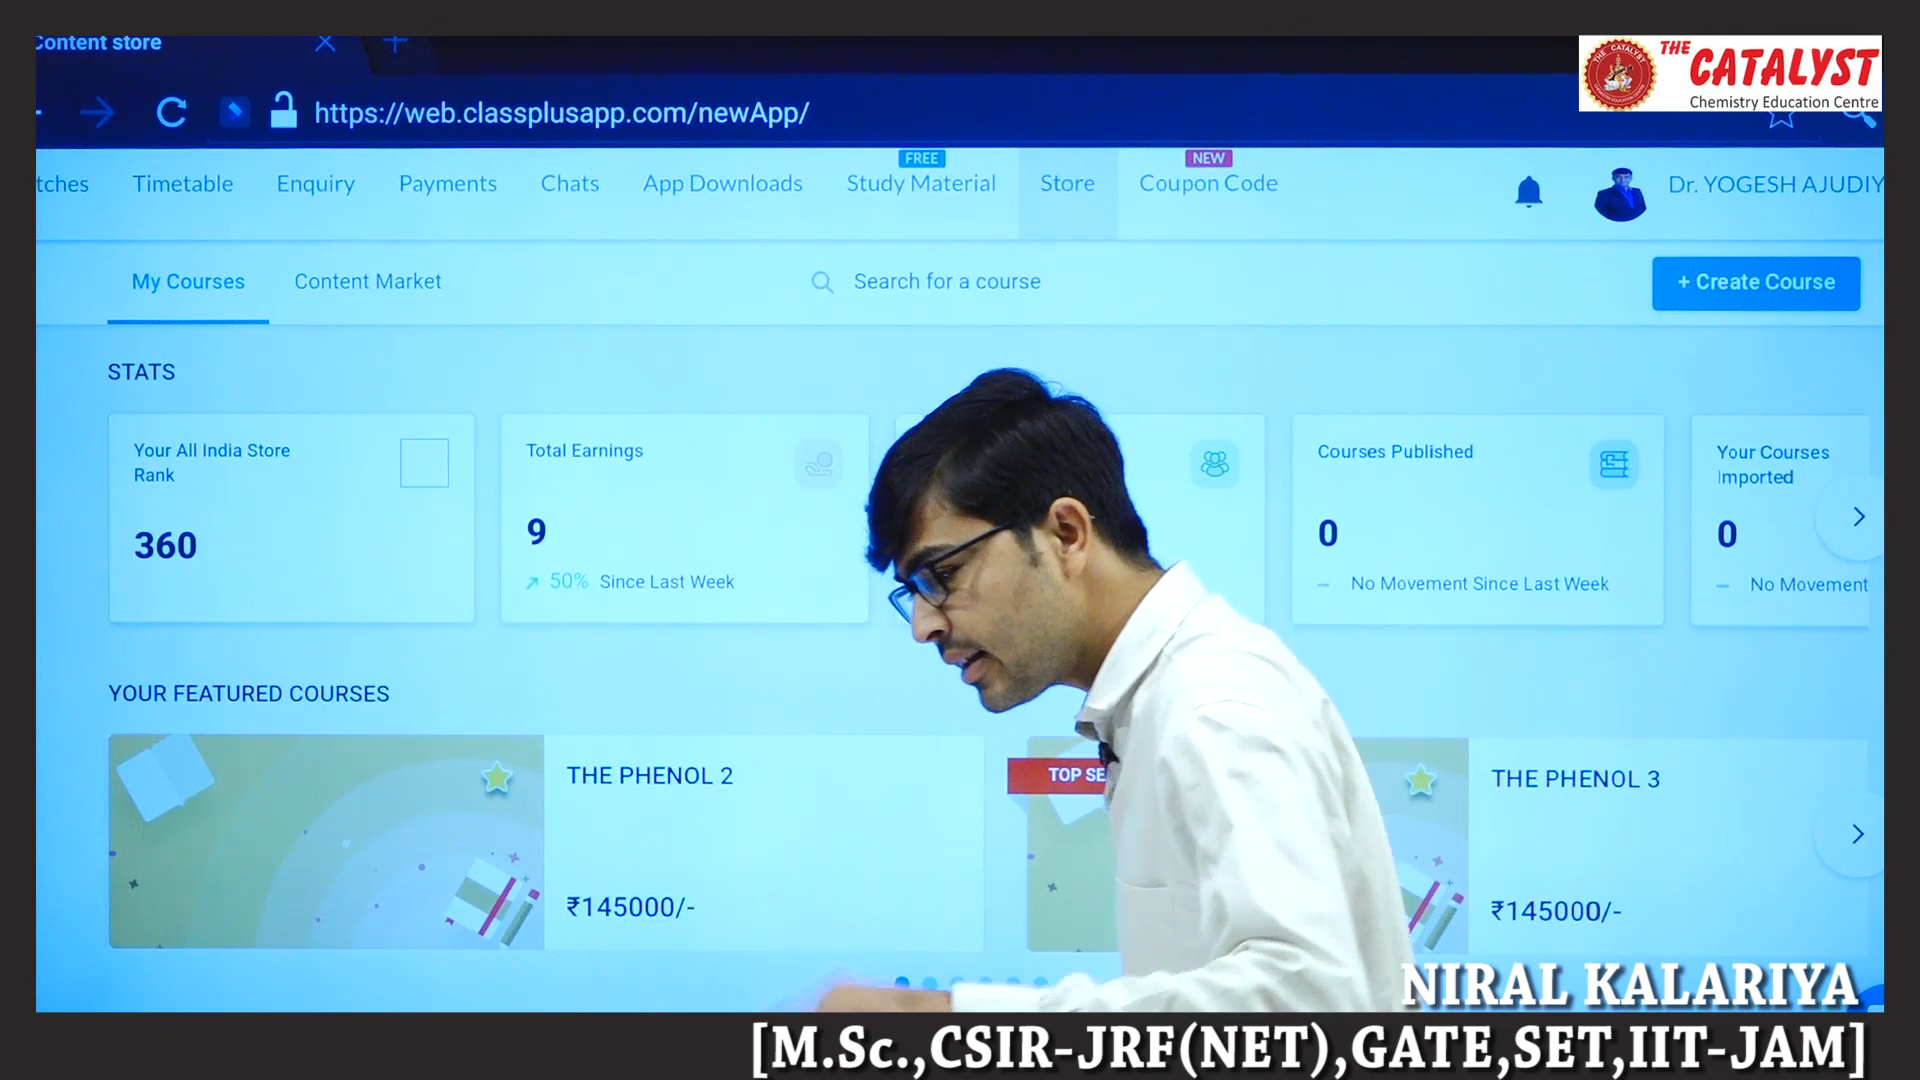 Content store
THE CATALYST
Chemistry Education Centre
THE CATALYST
https://web.classplusapp.com/newApp/
FREE
NEW
Timetable Enquiry Payments Chats App Downloads Study Material Store Coupon Code
Dr. YOGESH AJUDIY
My Courses Content Market Search for a course + Create Course
STATS
Your All India Store
Rank
360
Total Earnings
9
50% Since Last Week
Courses Published
0
No Movement Since Last Week
Your Courses
Imported
0
No Movement
YOUR FEATURED COURSES
THE PHENOL 2
₹145000/-
TOP SE
THE PHENOL 3
₹145000/-
NIRAL KALARIYA
[M.Sc.,CSIR-JRF(NET),GATE,SET,IIT-JAM]